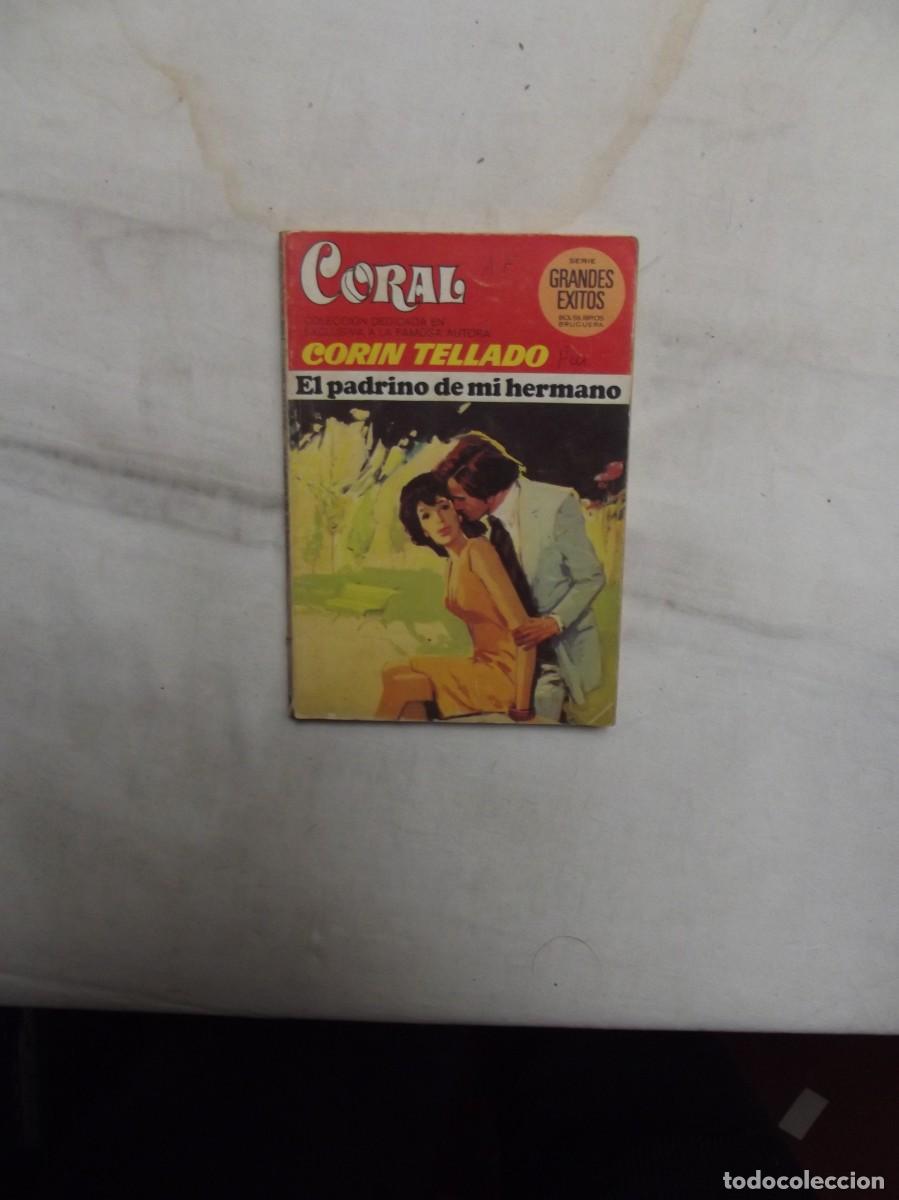 CORAL
COLECCION DEDICADA EN
EXCLUSIVA A LA FAMOSA AUTORA
CORIN TELLADO
El padrino de mi hermano
SERIE
GRANDES
EXITOS
BOLSILIBROS
BRUGUERA
todocoleccion